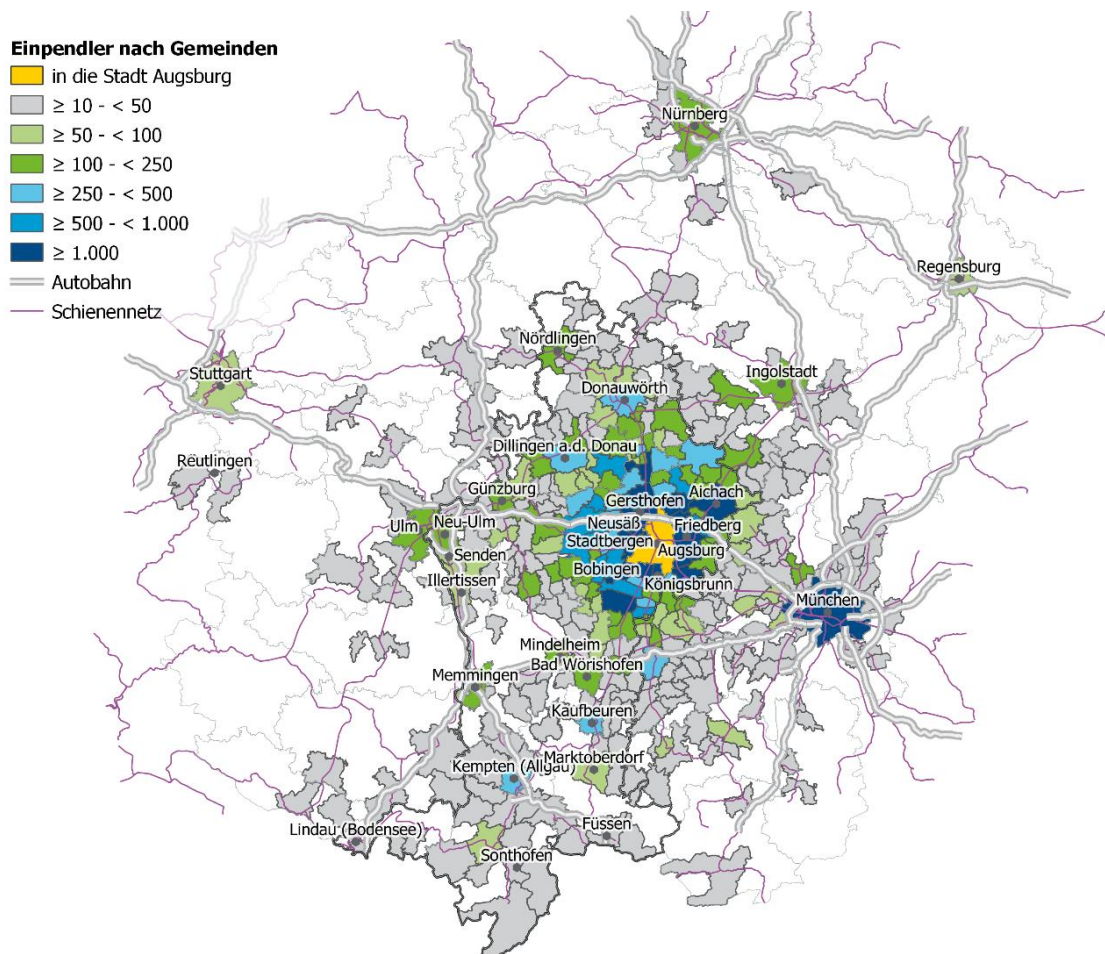 Einpendler nach Gemeinden
in die Stadt Augsburg
≥ 10 - < 50
≥ 50 - < 100
≥ 100 - < 250
≥ 250 - < 500
≥ 500 - < 1.000
≥ 1.000
Autobahn
Schienennetz
Nürnberg
Regensburg
Nördlingen
Stuttgart
Ingolstadt
Donauwörth
Dillingen a.d. Donau
Reutlingen
Günzburg
Aichach
Gersthofen
Ulm
Neu-Ulm
Neusäß
Friedberg
Stadtbergen
Augsburg
Senden
Bobingen
Illertissen
Königsbrunn
München
Mindelheim
Bad Wörishofen
Memmingen
Kaufbeuren
Marktoberdorf
Kempten (Allgäu)
Lindau (Bodensee)
Füssen
Sonthofen